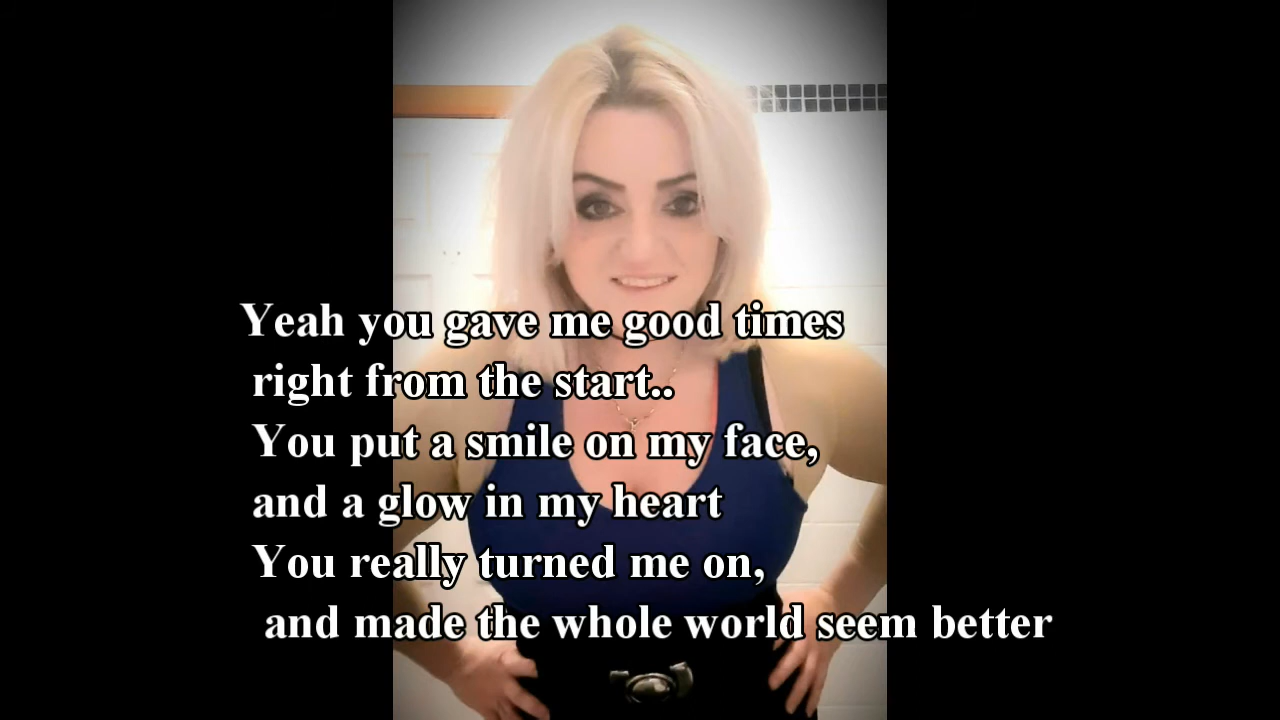 Yeah you gave me good times
right from the start..
You put a smile on my face,
and a glow in my heart
You really turned me on,
and made the whole world seem better